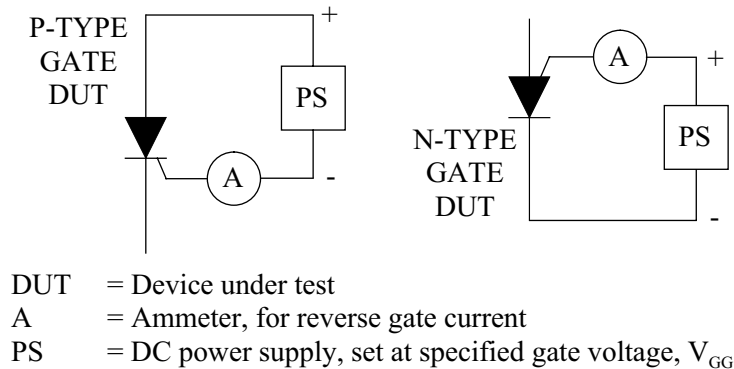 P-TYPE
GATE
DUT
+
PS
A
-
N-TYPE
GATE
DUT
A
+
PS
-
DUT = Device under test
A = Ammeter, for reverse gate current
PS = DC power supply, set at specified gate voltage, V_GG